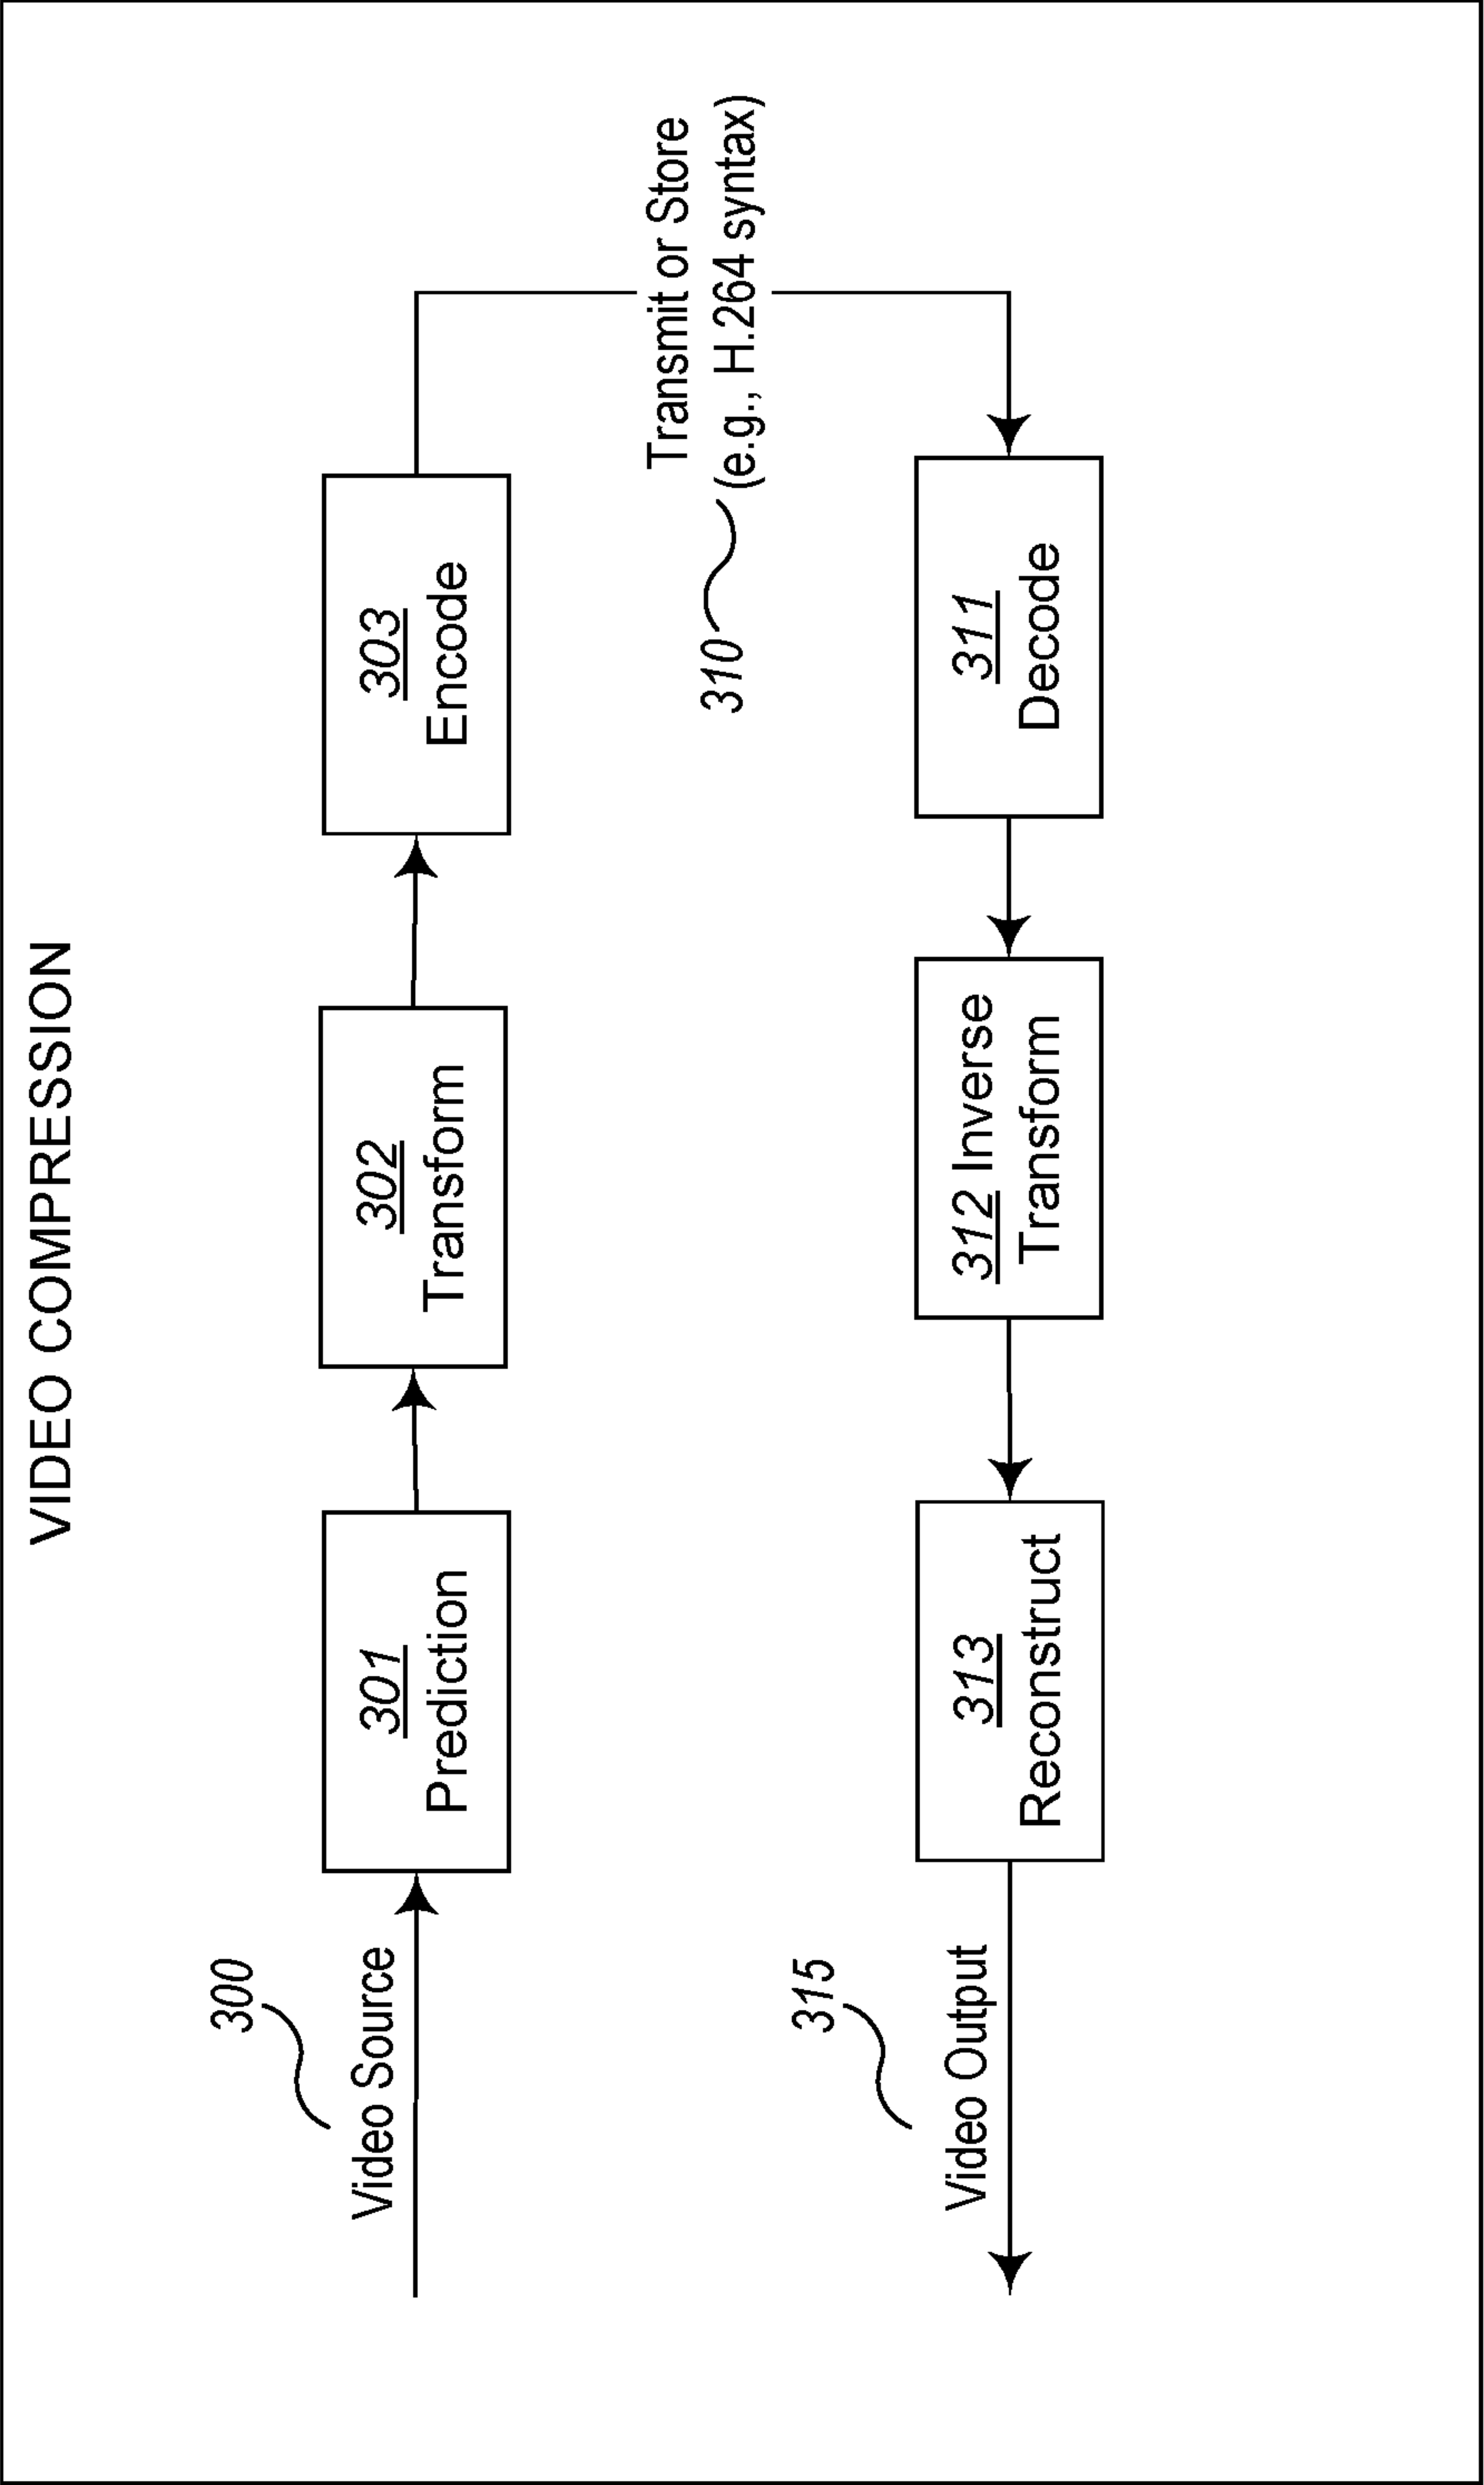 VIDEO COMPRESSION
300
Video Source
301
Prediction
302
Transform
303
Encode
Transmit or Store
(e.g., H.264 syntax)
310
311
Decode
312 Inverse
Transform
313
Reconstruct
315
Video Output